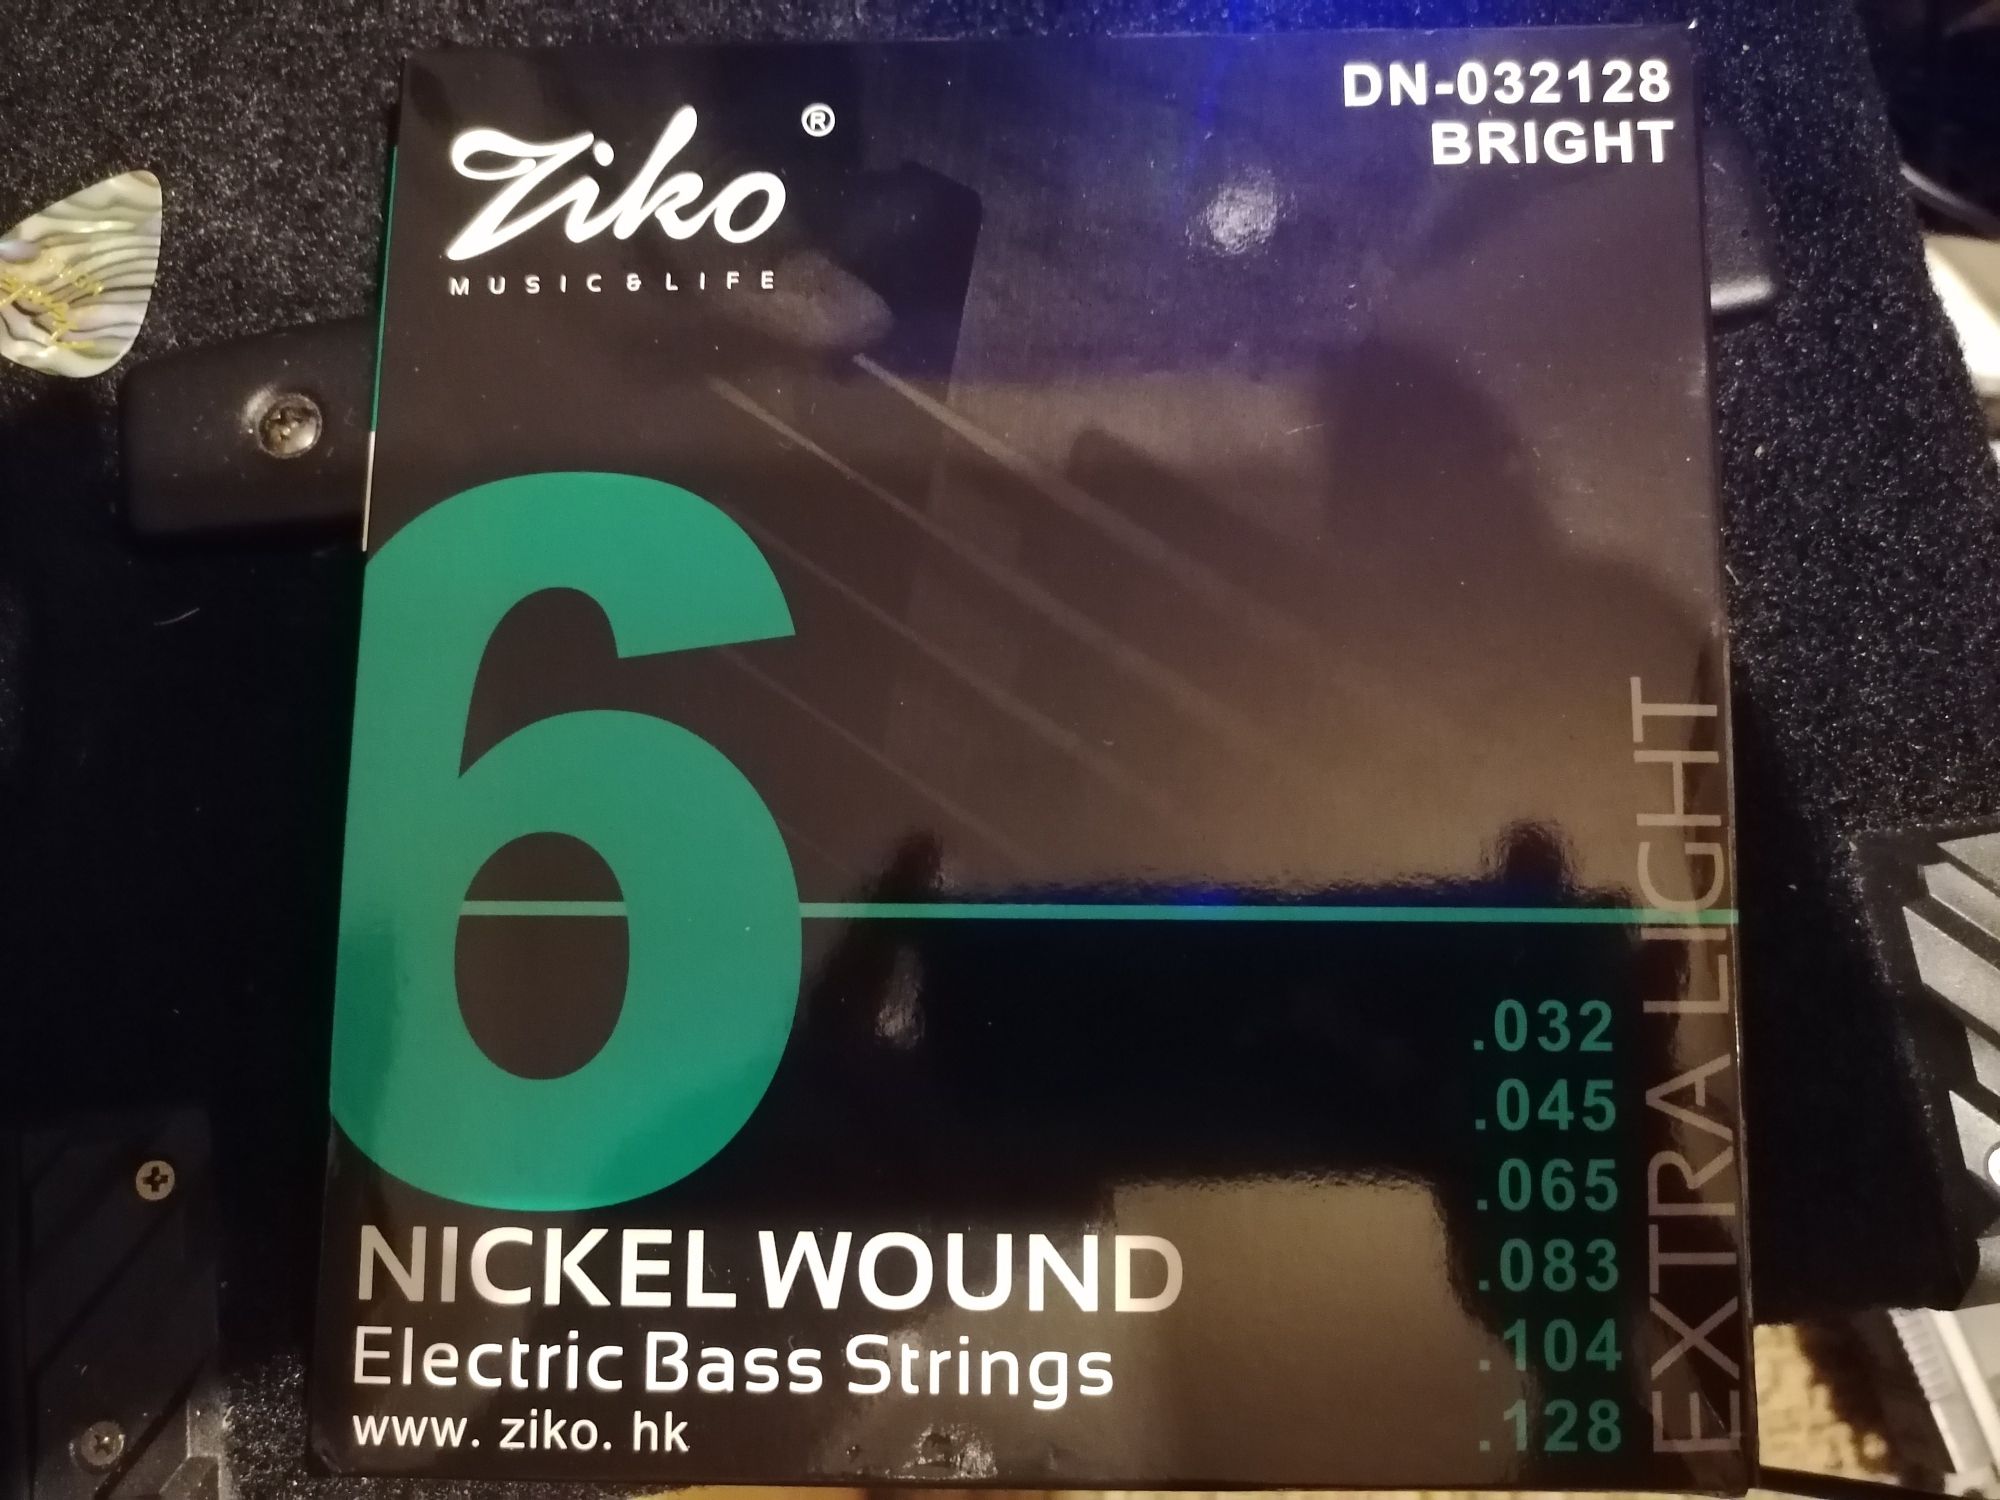 Ziko ®
MUSIC & LIFE
DN-032128
BRIGHT
6
EXTRA LIGHT
.032
.045
.065
.083
.104
.128
NICKEL WOUND
Electric Bass Strings
www. ziko. hk